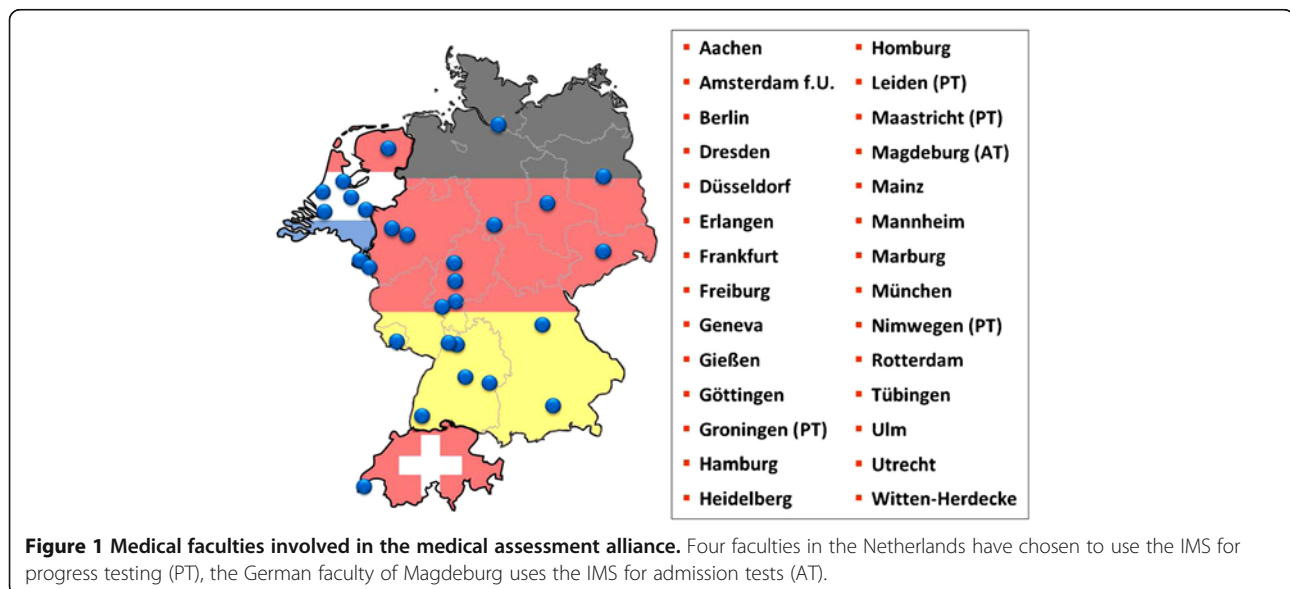 Aachen
Amsterdam f.U.
Berlin
Dresden
Düsseldorf
Erlangen
Frankfurt
Freiburg
Geneva
Gießen
Göttingen
Groningen (PT)
Hamburg
Heidelberg
Homburg
Leiden (PT)
Maastricht (PT)
Magdeburg (AT)
Mainz
Mannheim
Marburg
München
Nimwegen (PT)
Rotterdam
Tübingen
Ulm
Utrecht
Witten-Herdecke
Figure 1 Medical faculties involved in the medical assessment alliance. Four faculties in the Netherlands have chosen to use the IMS for
progress testing (PT), the German faculty of Magdeburg uses the IMS for admission tests (AT).